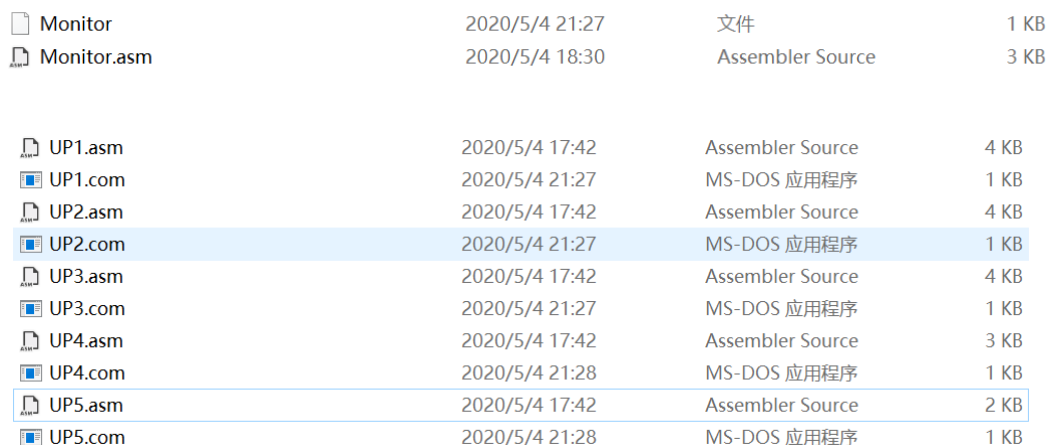 Monitor 2020/5/4 21:27 文件 1 KB
Monitor.asm 2020/5/4 18:30 Assembler Source 3 KB
UP1.asm 2020/5/4 17:42 Assembler Source 4 KB
UP1.com 2020/5/4 21:27 MS-DOS 应用程序 1 KB
UP2.asm 2020/5/4 17:42 Assembler Source 4 KB
UP2.com 2020/5/4 21:27 MS-DOS 应用程序 1 KB
UP3.asm 2020/5/4 17:42 Assembler Source 4 KB
UP3.com 2020/5/4 21:27 MS-DOS 应用程序 1 KB
UP4.asm 2020/5/4 17:42 Assembler Source 3 KB
UP4.com 2020/5/4 21:28 MS-DOS 应用程序 1 KB
UP5.asm 2020/5/4 17:42 Assembler Source 2 KB
UP5.com 2020/5/4 21:28 MS-DOS 应用程序 1 KB